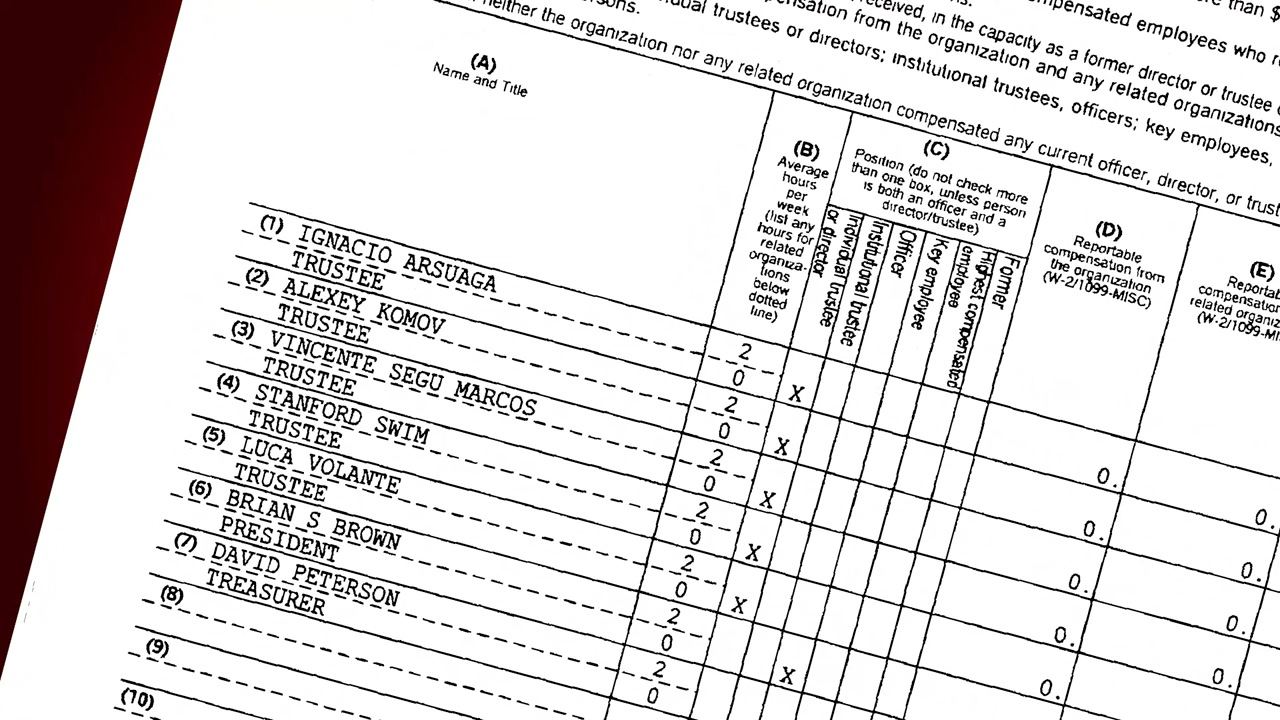 ore than $
mpensated employees who r
received, in the capacity as a former director or trustee o
nsation from the organization and any related organizations
dual trustees or directors; institutional trustees, officers; key employees,
neither the organization nor any related organization compensated any current officer, director, or trust
(A)
Name and Title
(B)
Average
hours
per
week
(list any
hours for
related
organiza-
tions
below
dotted
line)
(C)
Position (do not check more
than one box, unless person
is both an officer and a
director/trustee)
Individual trustee
or director
Institutional trustee
Officer
Key employee
Highest compensated
employee
Former
(D)
Reportable
compensation from
the organization
(W-2/1099-MISC)
(E)
Reportab
compensation
related organiz
(W-2/1099-MI
(1) IGNACIO ARSUAGA 2
TRUSTEE 0 X 0. 0.
(2) ALEXEY KOMOV 2
TRUSTEE 0 X 0. 0.
(3) VINCENTE SEGU MARCOS 2
TRUSTEE 0 X 0. 0.
(4) STANFORD SWIM 2
TRUSTEE 0 X 0. 0.
(5) LUCA VOLANTE 2
TRUSTEE 0 X 0.
(6) BRIAN S BROWN 2
PRESIDENT 0 X
(7) DAVID PETERSON 2
TREASURER 0
(8)
(9)
(10)